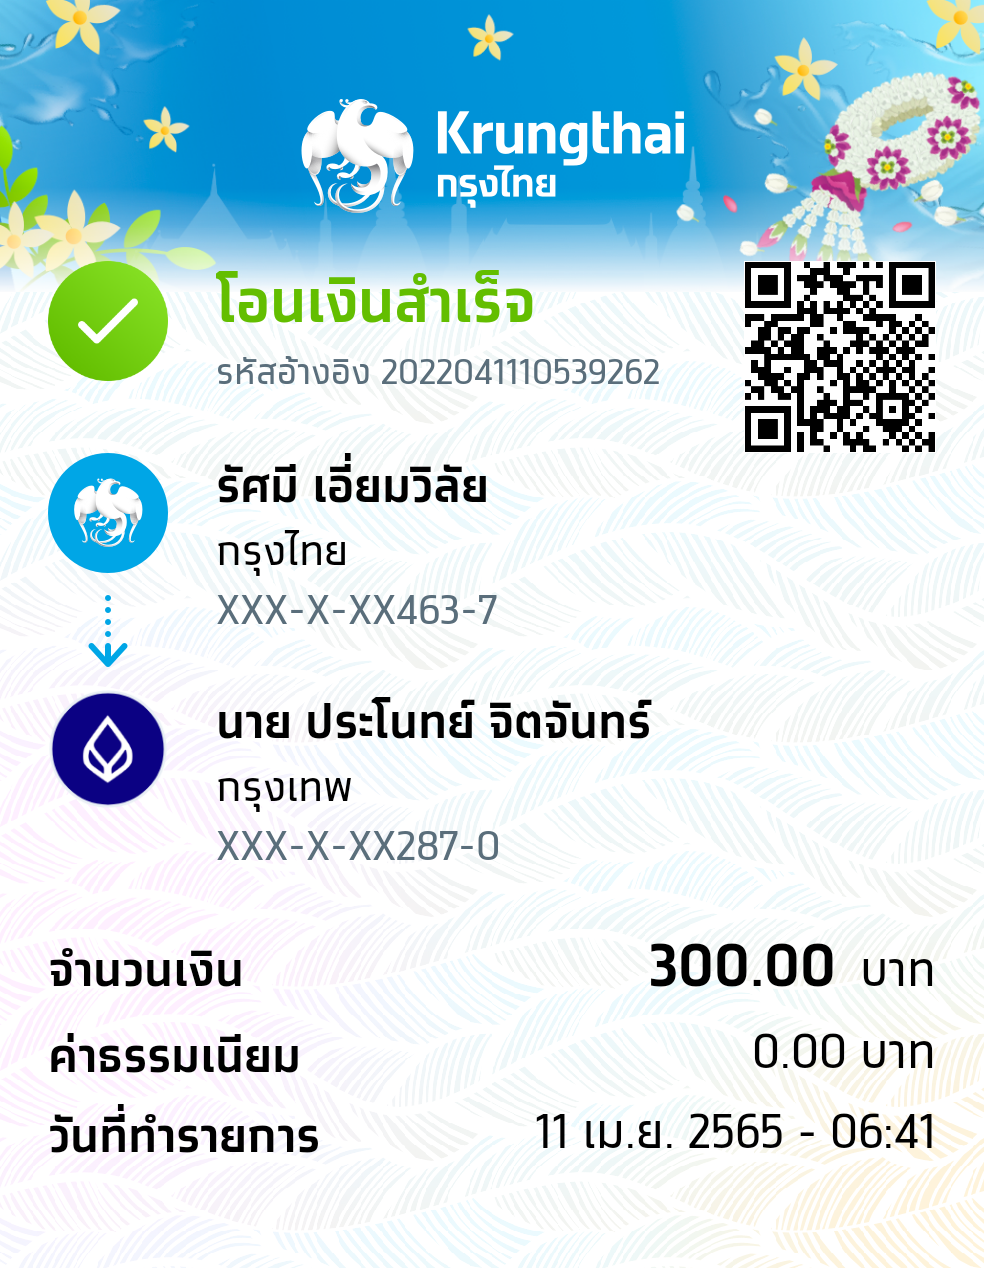 Krungthai
กรุงไทย
โอนเงินสำเร็จ
รหัสอ้างอิง 2022041110539262
รัศมี เอี่ยมวิลัย
กรุงไทย
XXX-X-XX463-7
นาย ประโนทย์ จิตจันทร์
กรุงเทพ
XXX-X-XX287-0
จำนวนเงิน 300.00 บาท
ค่าธรรมเนียม 0.00 บาท
วันที่ทำรายการ 11 เม.ย. 2565 - 06:41